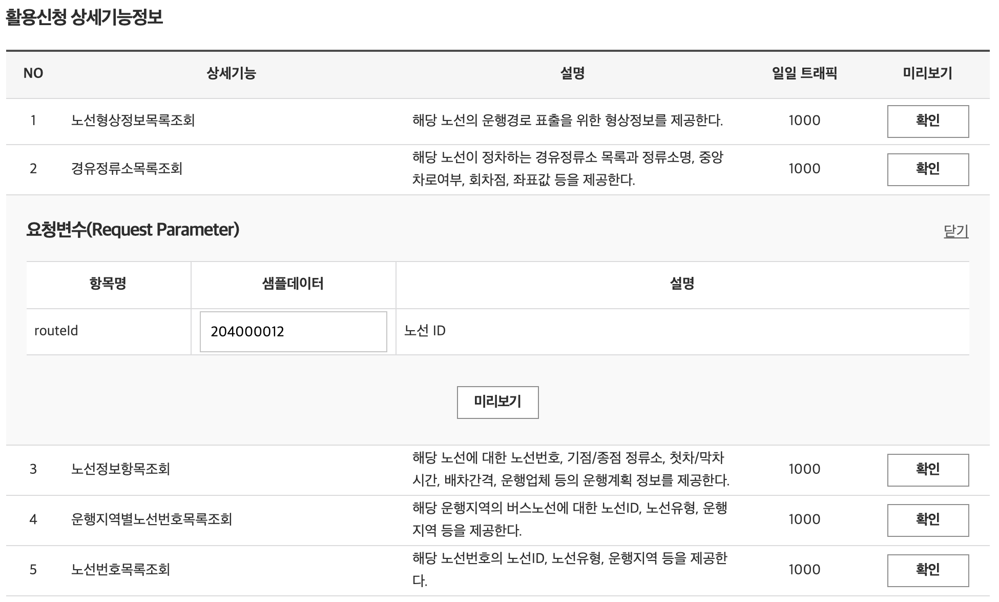 활용신청 상세기능정보
NO 상세기능 설명 일일 트래픽 미리보기
1 노선형상정보목록조회 해당 노선의 운행경로 표출을 위한 형상정보를 제공한다. 1000 확인
해당 노선이 정차하는 경유정류소 목록과 정류소명, 중앙
2 경유정류소목록조회 1000 확인
차로여부, 회차점, 좌표값 등을 제공한다.
요청변수(Request Parameter) 닫기
항목명 샘플데이터 설명
routeId 204000012 노선 ID
미리보기
해당 노선에 대한 노선번호, 기점/종점 정류소, 첫차/막차
3 노선정보항목조회 1000 확인
시간, 배차간격, 운행업체 등의 운행계획 정보를 제공한다.
해당 운행지역의 버스노선에 대한 노선ID, 노선유형, 운행
4 운행지역별노선번호목록조회 1000 확인
지역 등을 제공한다.
해당 노선번호의 노선ID, 노선유형, 운행지역 등을 제공한
5 노선번호목록조회 1000 확인
다.